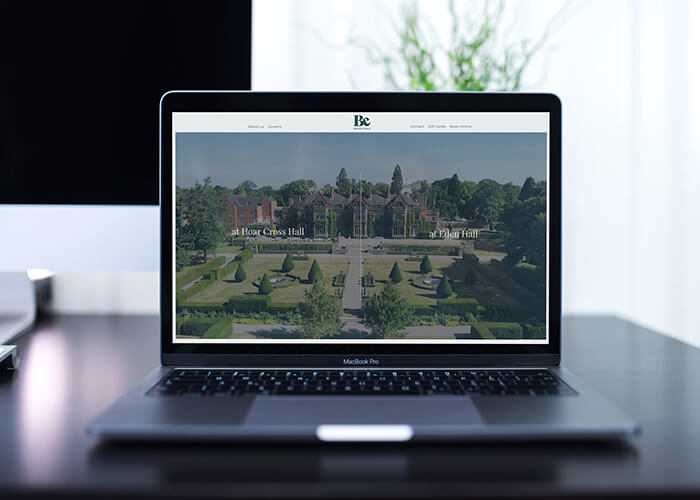 Bc
About us Careers
Contact Gift Cards Book Online
at Hoar Cross Hall
at Eden Hall
MacBook Pro